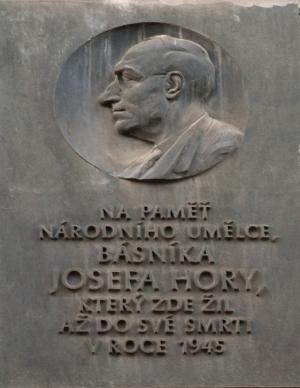 NA PAMĚŤ
NÁRODNÍHO UMĚLCE,
BÁSNÍKA
JOSEFA HORY,
KTERÝ ZDE ŽIL
AŽ DO SVÉ SMRTI
V ROCE 1945